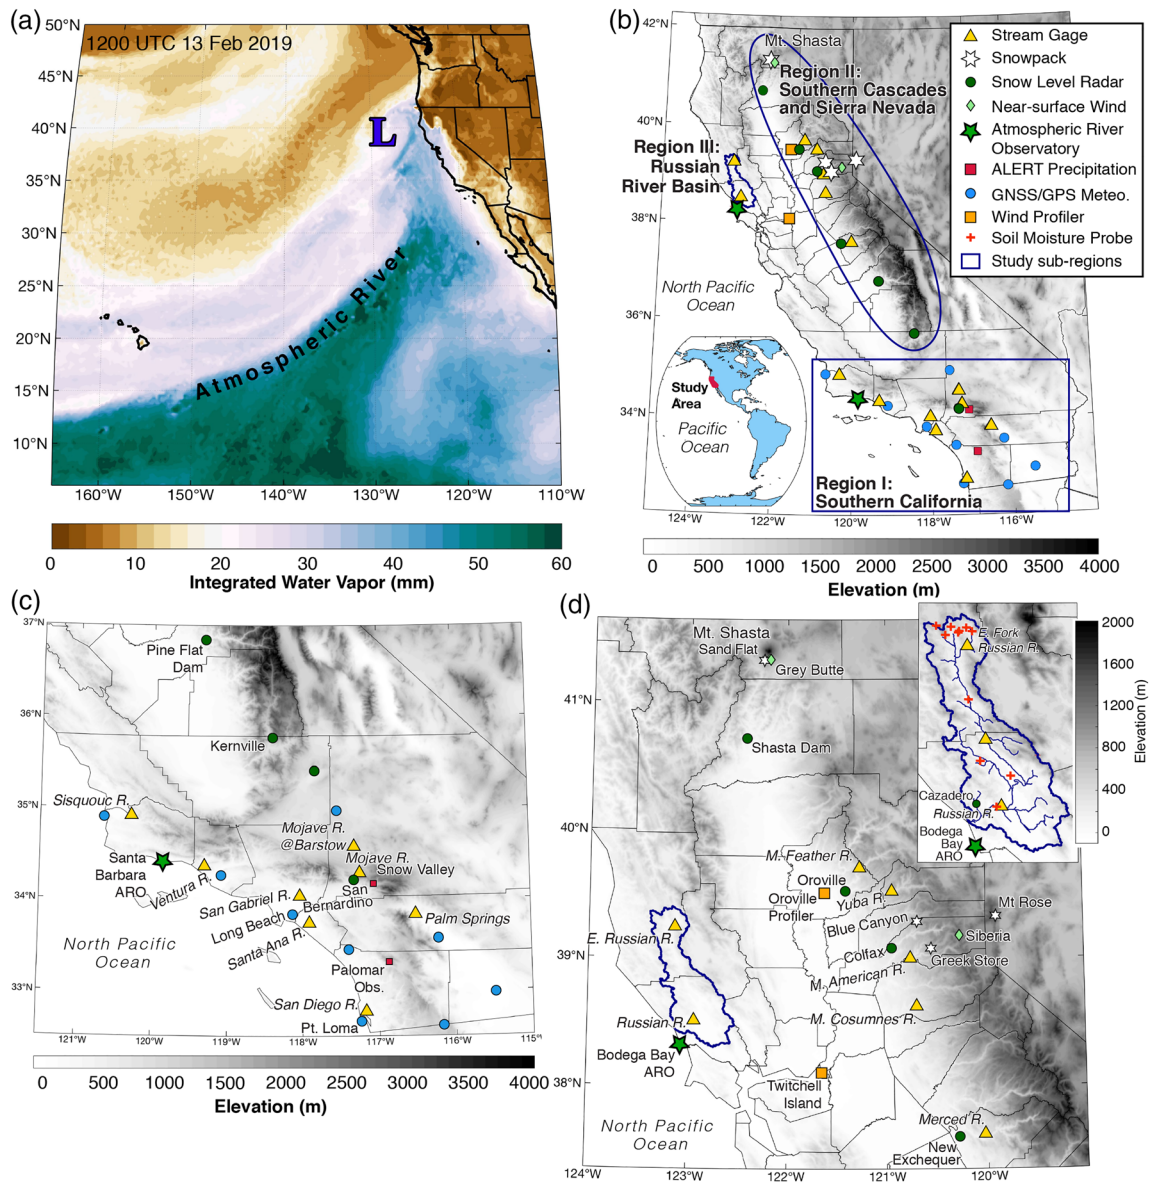 (a)
1200 UTC 13 Feb 2019
L
Atmospheric River
50°N
45°N
40°N
35°N
30°N
25°N
20°N
15°N
10°N
160°W
150°W
140°W
130°W
120°W
110°W
0
10
20
30
40
50
60
Integrated Water Vapor (mm)
(b)
Mt. Shasta
Region II:
Southern Cascades
and Sierra Nevada
Region III:
Russian
River Basin
North Pacific
Ocean
Study
Area
Pacific
Ocean
Region I:
Southern California
Stream Gage
Snowpack
Snow Level Radar
Near-surface Wind
Atmospheric River
Observatory
ALERT Precipitation
GNSS/GPS Meteo.
Wind Profiler
Soil Moisture Probe
Study sub-regions
42°N
40°N
38°N
36°N
34°N
124°W
122°W
120°W
118°W
116°W
0
500
1000
1500
2000
2500
3000
3500
4000
Elevation (m)
(c)
37°N
36°N
35°N
34°N
33°N
Pine Flat
Dam
Kernville
Sisquouc R.
Mojave R.
@Barstow
Mojave R.
Snow Valley
Santa
Barbara
ARO
Ventura R.
San
Bernardino
San Gabriel R.
Long Beach
Santa Ana R.
Palm Springs
North Pacific
Ocean
Palomar
Obs.
San Diego R.
Pt. Loma
121°W
120°W
119°W
118°W
117°W
116°W
115°
0
500
1000
1500
2000
2500
3000
3500
4000
Elevation (m)
(d)
Mt. Shasta
Sand Flat
Grey Butte
Shasta Dam
M. Feather R.
Oroville
Oroville
Profiler
Yuba R.
Blue Canyon
Mt Rose
Siberia
Colfax
Greek Store
M. American R.
M. Cosumnes R.
E. Russian R.
Russian R.
Bodega Bay
ARO
Twitchell
Island
North Pacific
Ocean
Merced R.
New
Exchequer
41°N
40°N
39°N
38°N
124°W
123°W
122°W
121°W
120°W
E. Fork
Russian R.
Cazadero
Russian R.
Bodega
Bay
ARO
2000
1600
1200
800
400
0
Elevation (m)